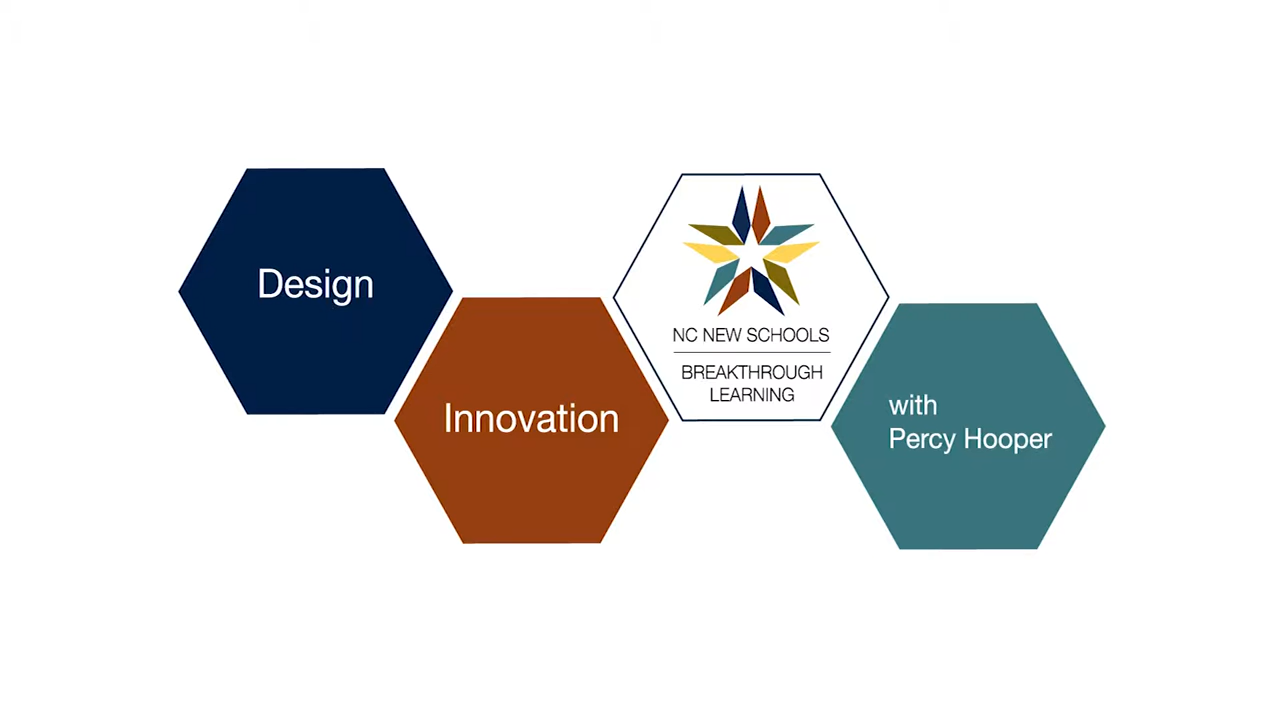 Design
Innovation
NC NEW SCHOOLS
BREAKTHROUGH
LEARNING
with
Percy Hooper